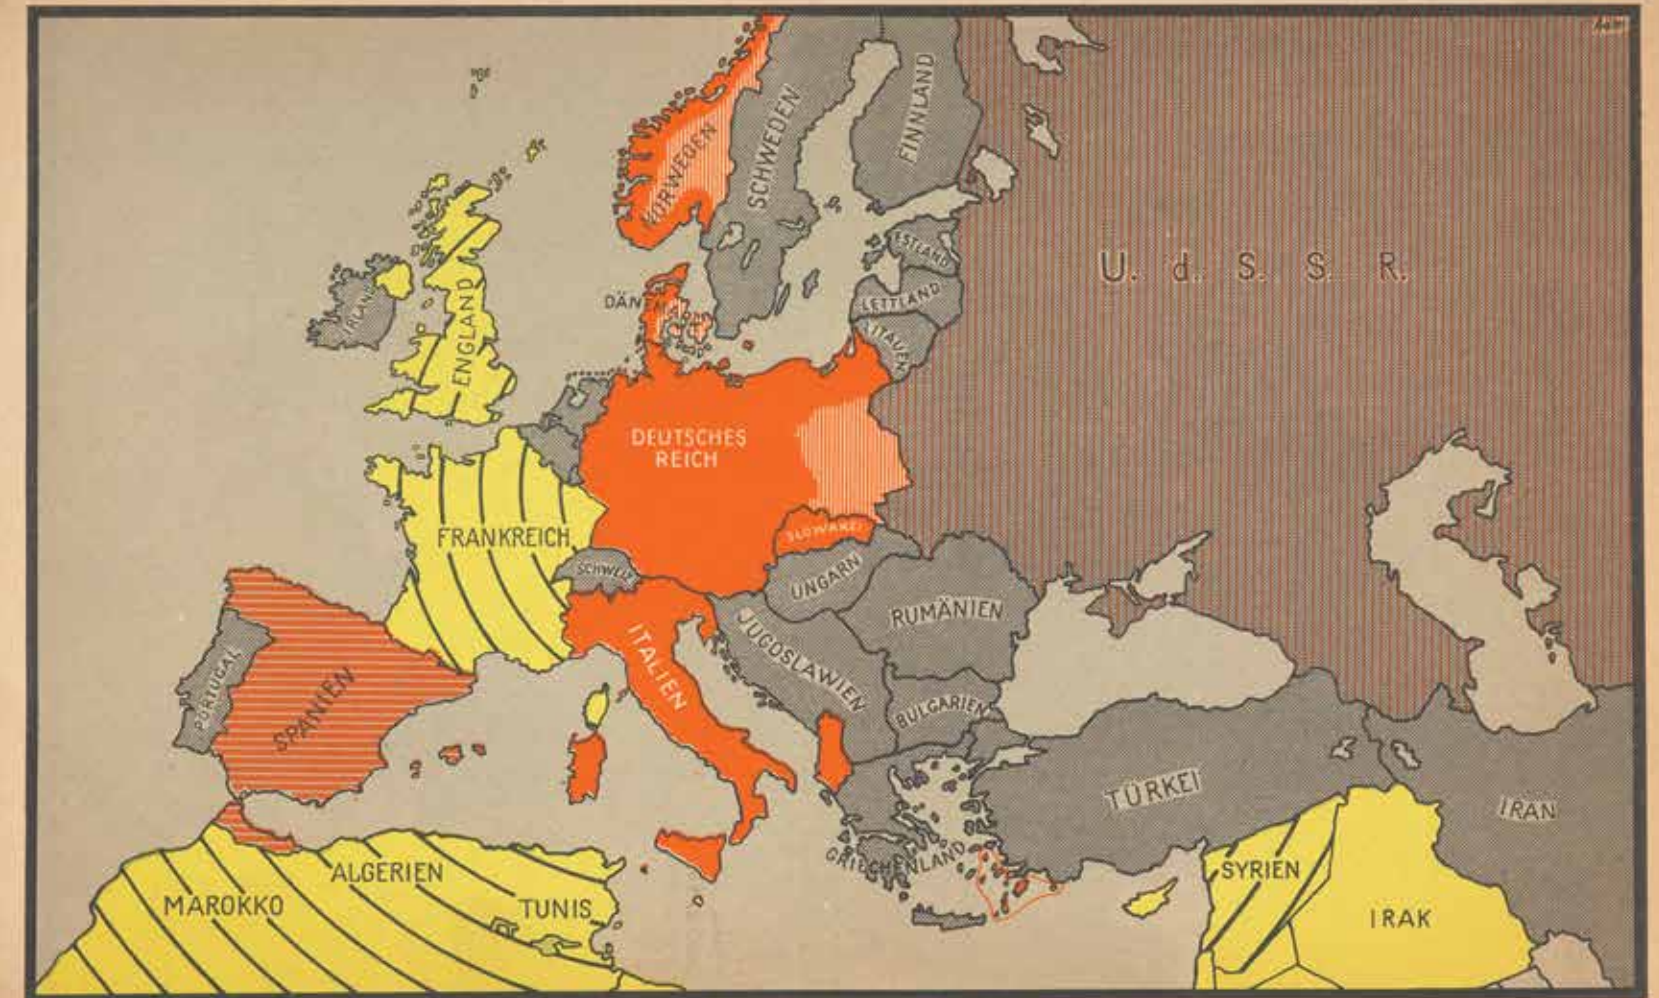 NORWEGEN
SCHWEDEN
FINNLAND
ESTLAND
LETTLAND
LITAUEN
U. d. S. S. R.
IRLAND
ENGLAND
DÄNEMARK
DEUTSCHES
REICH
FRANKREICH
SCHWEIZ
SLOWAKEI
UNGARN
RUMÄNIEN
JUGOSLAWIEN
BULGARIEN
ITALIEN
PORTUGAL
SPANIEN
GRIECHENLAND
TÜRKEI
IRAN
SYRIEN
IRAK
MAROKKO
ALGERIEN
TUNIS